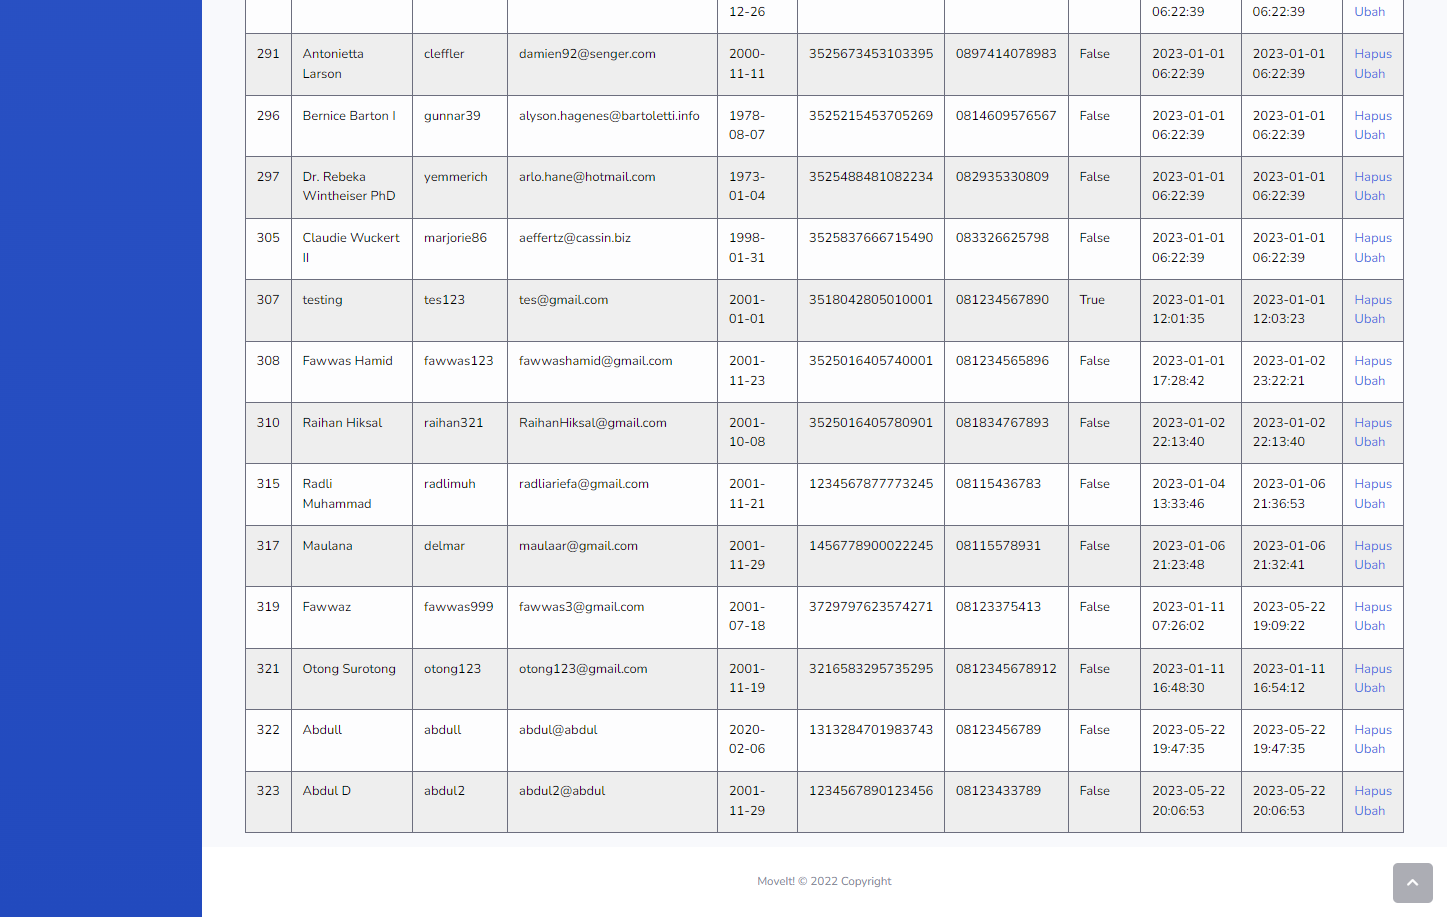 12-26 06:22:39 06:22:39 Ubah
291 Antonietta cleffler damien92@senger.com 2000- 3525673453103395 0897414078983 False 2023-01-01 2023-01-01 Hapus
Larson 11-11 06:22:39 06:22:39 Ubah
296 Bernice Barton I gunnar39 alyson.hagenes@bartoletti.info 1978- 3525215453705269 0814609576567 False 2023-01-01 2023-01-01 Hapus
08-07 06:22:39 06:22:39 Ubah
297 Dr. Rebeka yemmerich arlo.hane@hotmail.com 1973- 3525488481082234 082935330809 False 2023-01-01 2023-01-01 Hapus
Wintheiser PhD 01-04 06:22:39 06:22:39 Ubah
305 Claudie Wuckert marjorie86 aeffertz@cassin.biz 1998- 3525837666715490 083326625798 False 2023-01-01 2023-01-01 Hapus
II 01-31 06:22:39 06:22:39 Ubah
307 testing tes123 tes@gmail.com 2001- 3518042805010001 081234567890 True 2023-01-01 2023-01-01 Hapus
01-01 12:01:35 12:03:23 Ubah
308 Fawwas Hamid fawwas123 fawwashamid@gmail.com 2001- 3525016405740001 081234565896 False 2023-01-01 2023-01-02 Hapus
11-23 17:28:42 23:22:21 Ubah
310 Raihan Hiksal raihan321 RaihanHiksal@gmail.com 2001- 3525016405780901 081834767893 False 2023-01-02 2023-01-02 Hapus
10-08 22:13:40 22:13:40 Ubah
315 Radli radlimuh radliariefa@gmail.com 2001- 1234567877773245 08115436783 False 2023-01-04 2023-01-06 Hapus
Muhammad 11-21 13:33:46 21:36:53 Ubah
317 Maulana delmar maulaar@gmail.com 2001- 1456778900022245 08115578931 False 2023-01-06 2023-01-06 Hapus
11-29 21:23:48 21:32:41 Ubah
319 Fawwaz fawwas999 fawwas3@gmail.com 2001- 3729797623574271 08123375413 False 2023-01-11 2023-05-22 Hapus
07-18 07:26:02 19:09:22 Ubah
321 Otong Surotong otong123 otong123@gmail.com 2001- 3216583295735295 0812345678912 False 2023-01-11 2023-01-11 Hapus
11-19 16:48:30 16:54:12 Ubah
322 Abdull abdull abdul@abdul 2020- 1313284701983743 08123456789 False 2023-05-22 2023-05-22 Hapus
02-06 19:47:35 19:47:35 Ubah
323 Abdul D abdul2 abdul2@abdul 2001- 1234567890123456 08123433789 False 2023-05-22 2023-05-22 Hapus
11-29 20:06:53 20:06:53 Ubah
MoveIt! © 2022 Copyright